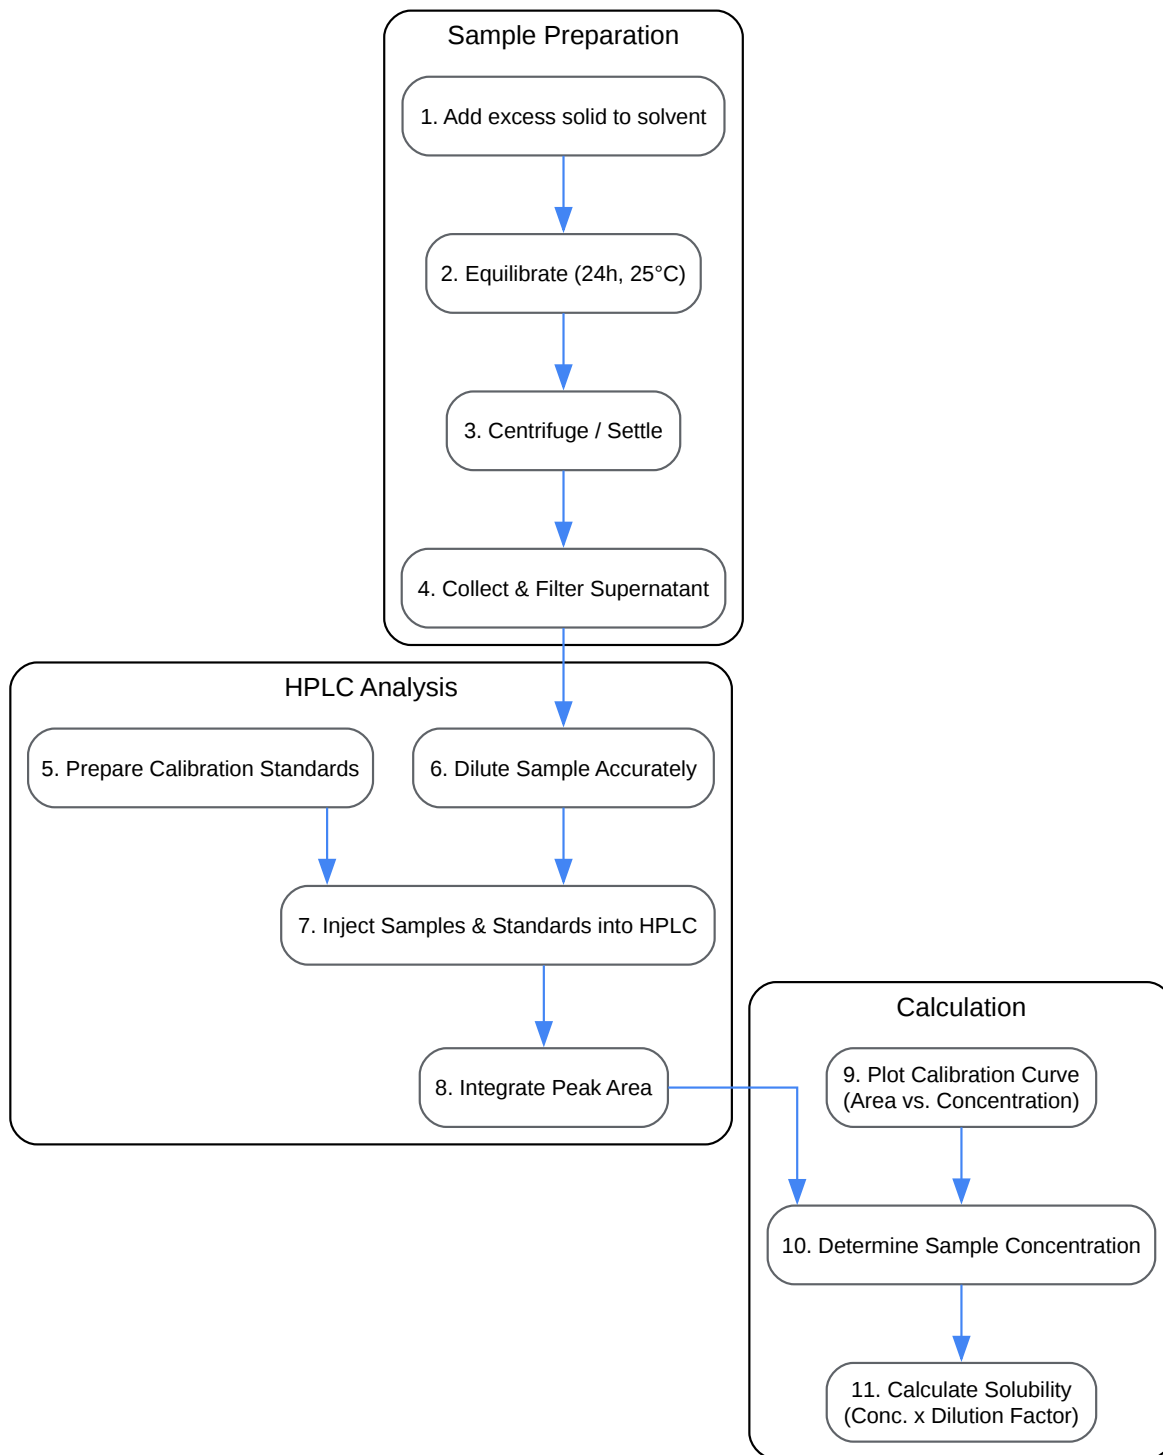 Sample Preparation
1. Add excess solid to solvent
2. Equilibrate (24h, 25°C)
3. Centrifuge / Settle
4. Collect & Filter Supernatant
HPLC Analysis
5. Prepare Calibration Standards
6. Dilute Sample Accurately
7. Inject Samples & Standards into HPLC
8. Integrate Peak Area
Calculation
9. Plot Calibration Curve
(Area vs. Concentration)
10. Determine Sample Concentration
11. Calculate Solubility
(Conc. x Dilution Factor)